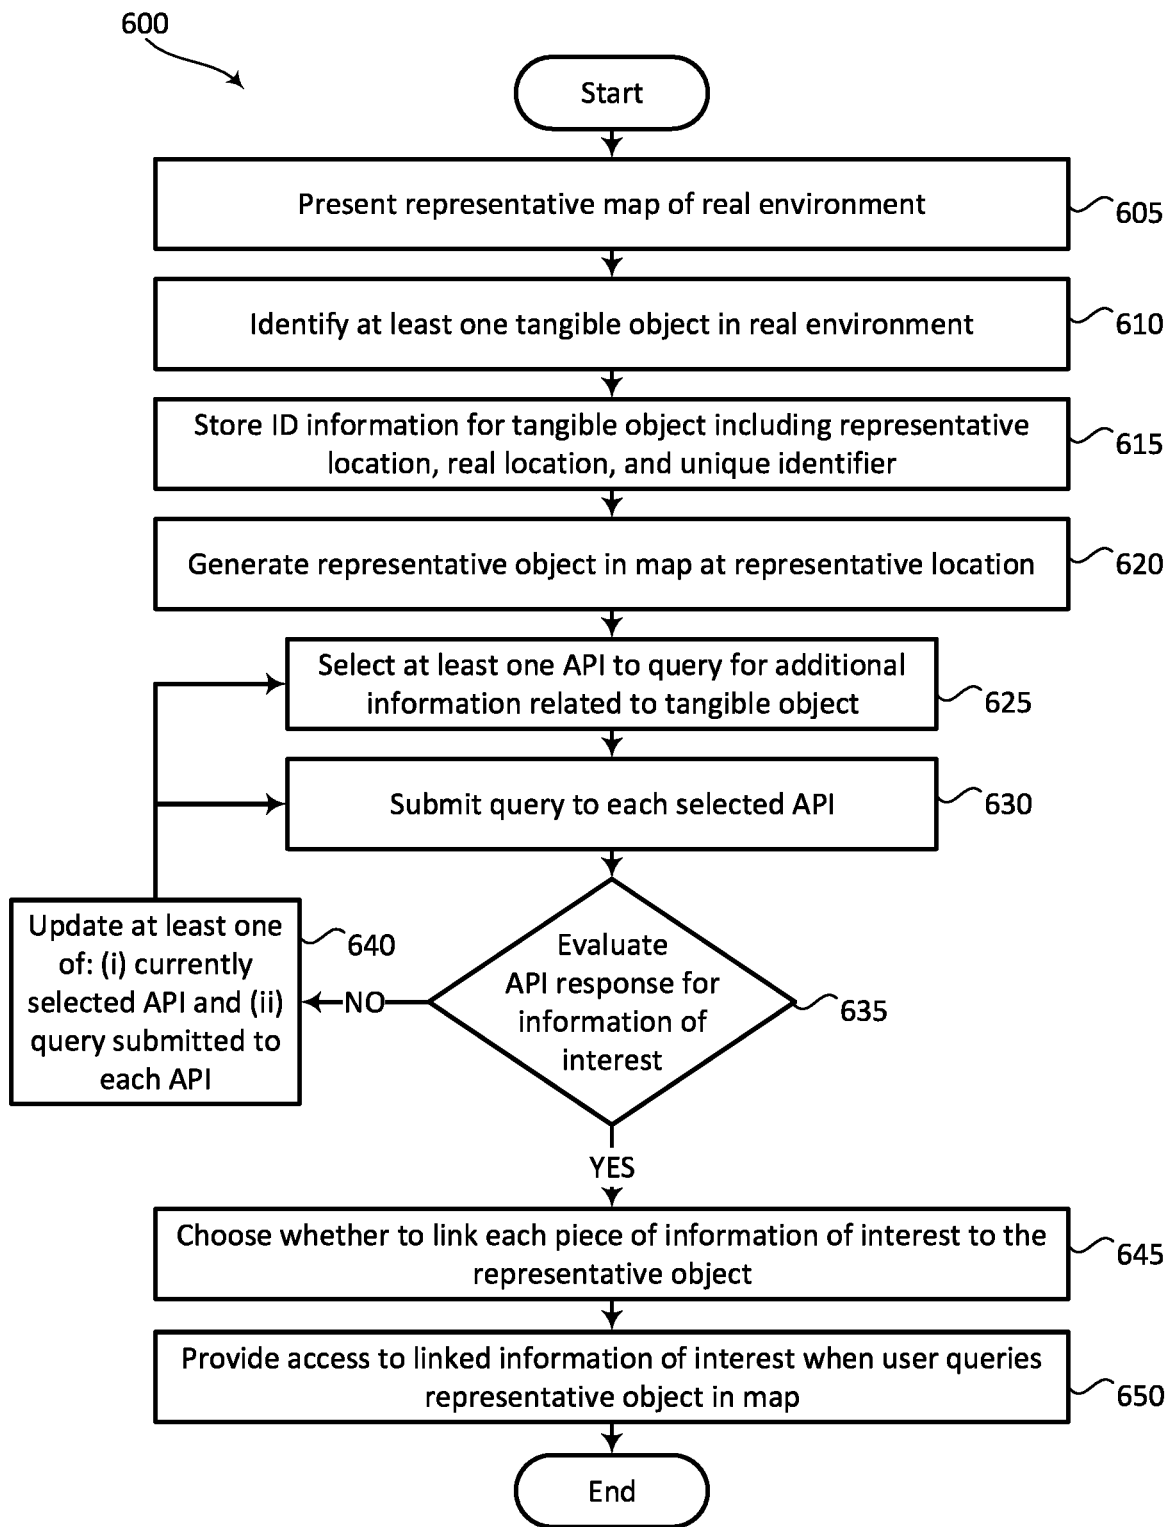 600
Start
Present representative map of real environment
605
Identify at least one tangible object in real environment
610
Store ID information for tangible object including representative
location, real location, and unique identifier
615
Generate representative object in map at representative location
620
Select at least one API to query for additional
information related to tangible object
625
Submit query to each selected API
630
Update at least one
of: (i) currently
selected API and (ii)
query submitted to
each API
640
NO
Evaluate
API response for
information of
interest
635
YES
Choose whether to link each piece of information of interest to the
representative object
645
Provide access to linked information of interest when user queries
representative object in map
650
End